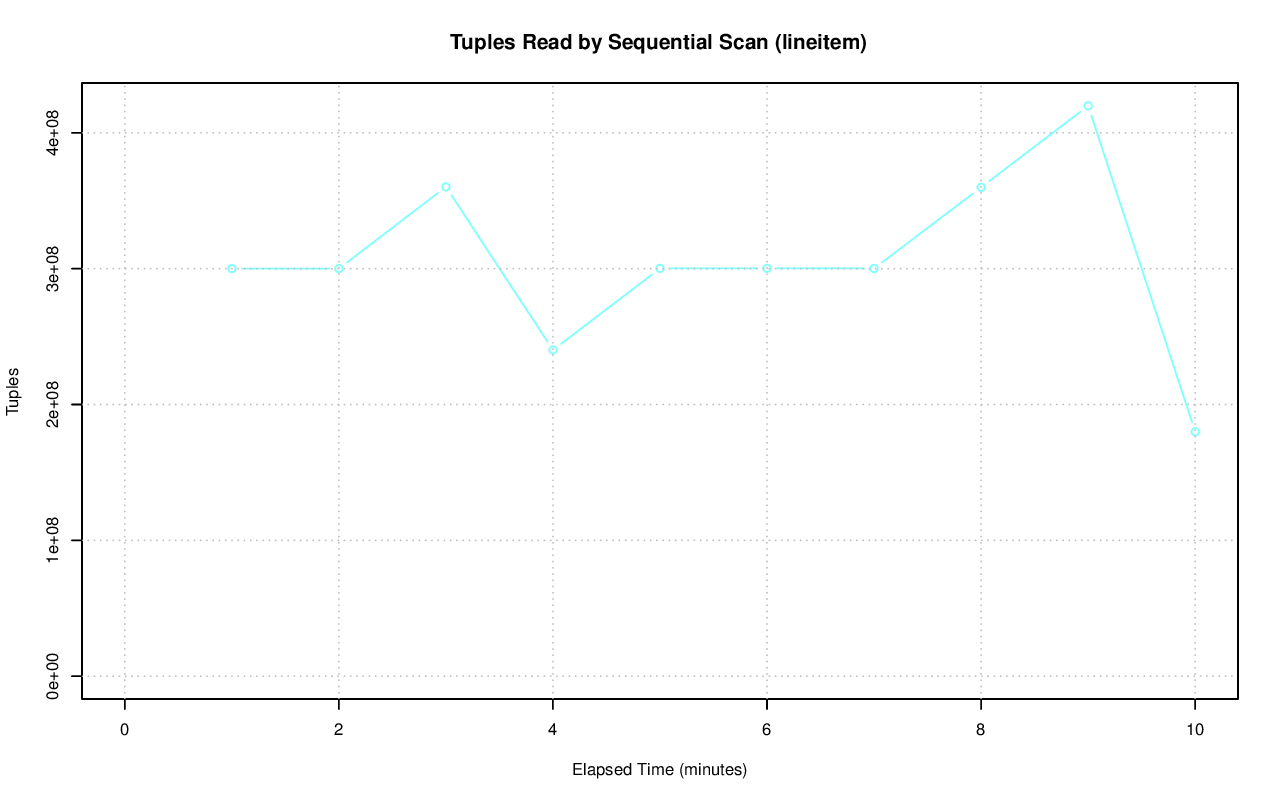 Tuples Read by Sequential Scan (lineitem)
4e+08
3e+08
2e+08
1e+08
0e+00
Tuples
0 2 4 6 8 10
Elapsed Time (minutes)